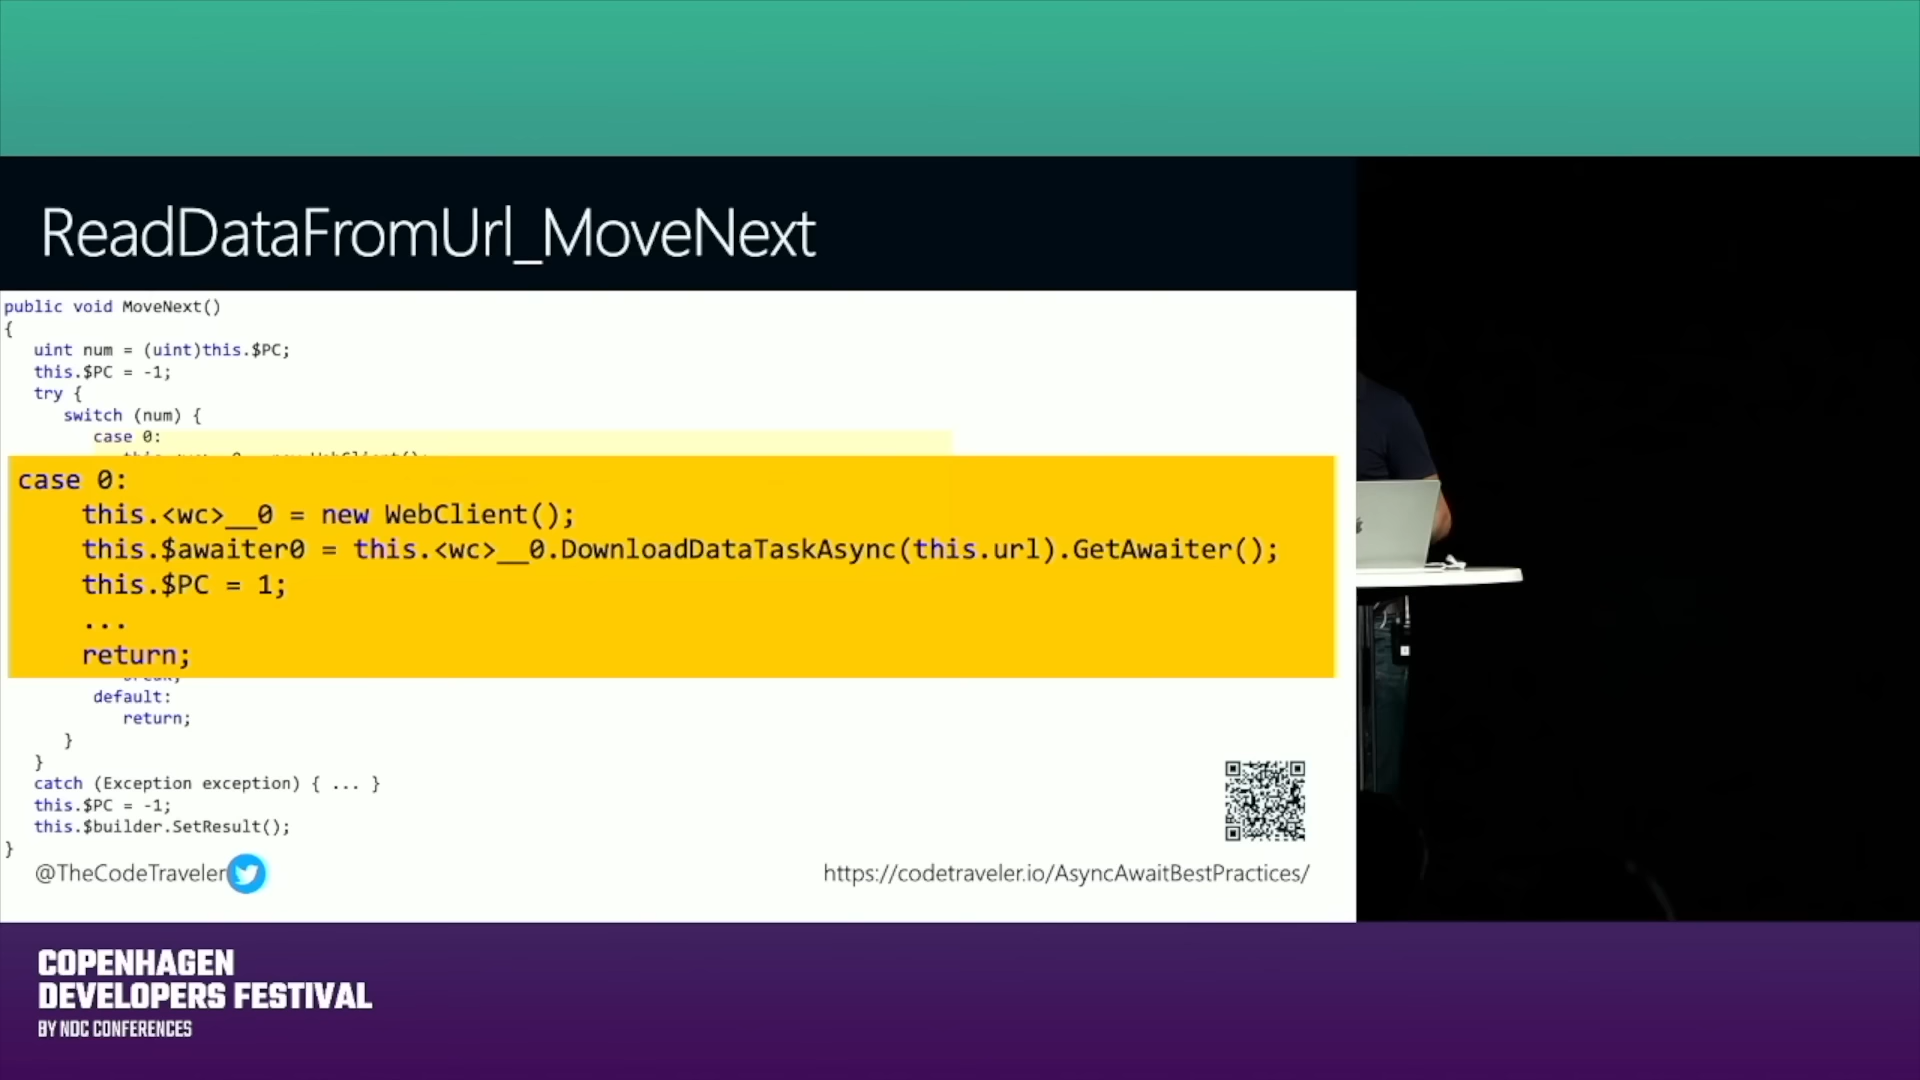 ReadDataFromUrl_MoveNext
public void MoveNext()
{
uint num = (uint)this.$PC;
this.$PC = -1;
try {
switch (num) {
case 0:
case 0:
this.<wc>__0 = new WebClient();
this.$awaiter0 = this.<wc>__0.DownloadDataTaskAsync(this.url).GetAwaiter();
this.$PC = 1;
...
return;
default:
return;
}
}
catch (Exception exception) { ... }
this.$PC = -1;
this.$builder.SetResult();
}
@TheCodeTraveler
https://codetraveler.io/AsyncAwaitBestPractices/
COPENHAGEN
DEVELOPERS FESTIVAL
BY NDC CONFERENCES